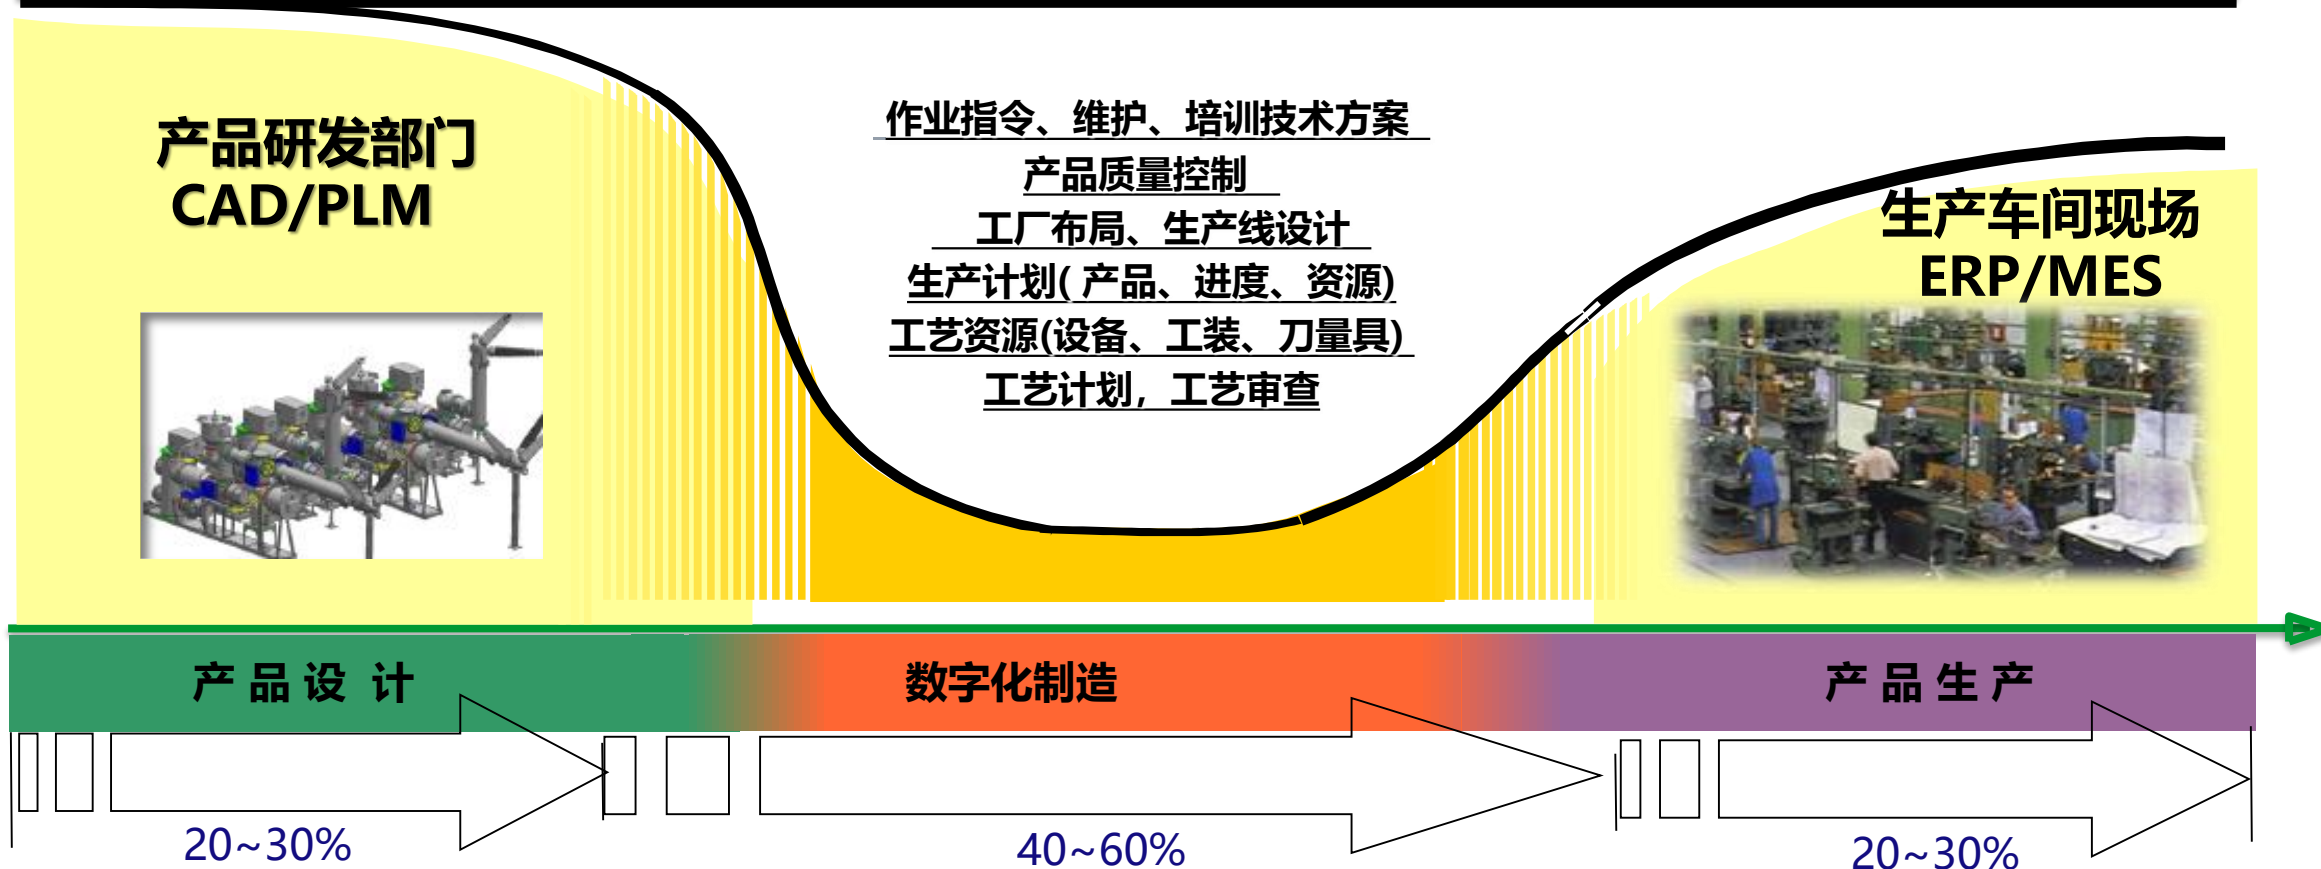 产品研发部门
CAD/PLM
作业指令、维护、培训技术方案
产品质量控制
工厂布局、生产线设计
生产计划( 产品、进度、资源)
工艺资源(设备、工装、刀量具)
工艺计划，工艺审查
生产车间现场
ERP/MES
产 品 设 计
数字化制造
产 品 生 产
20~30%
40~60%
20~30%